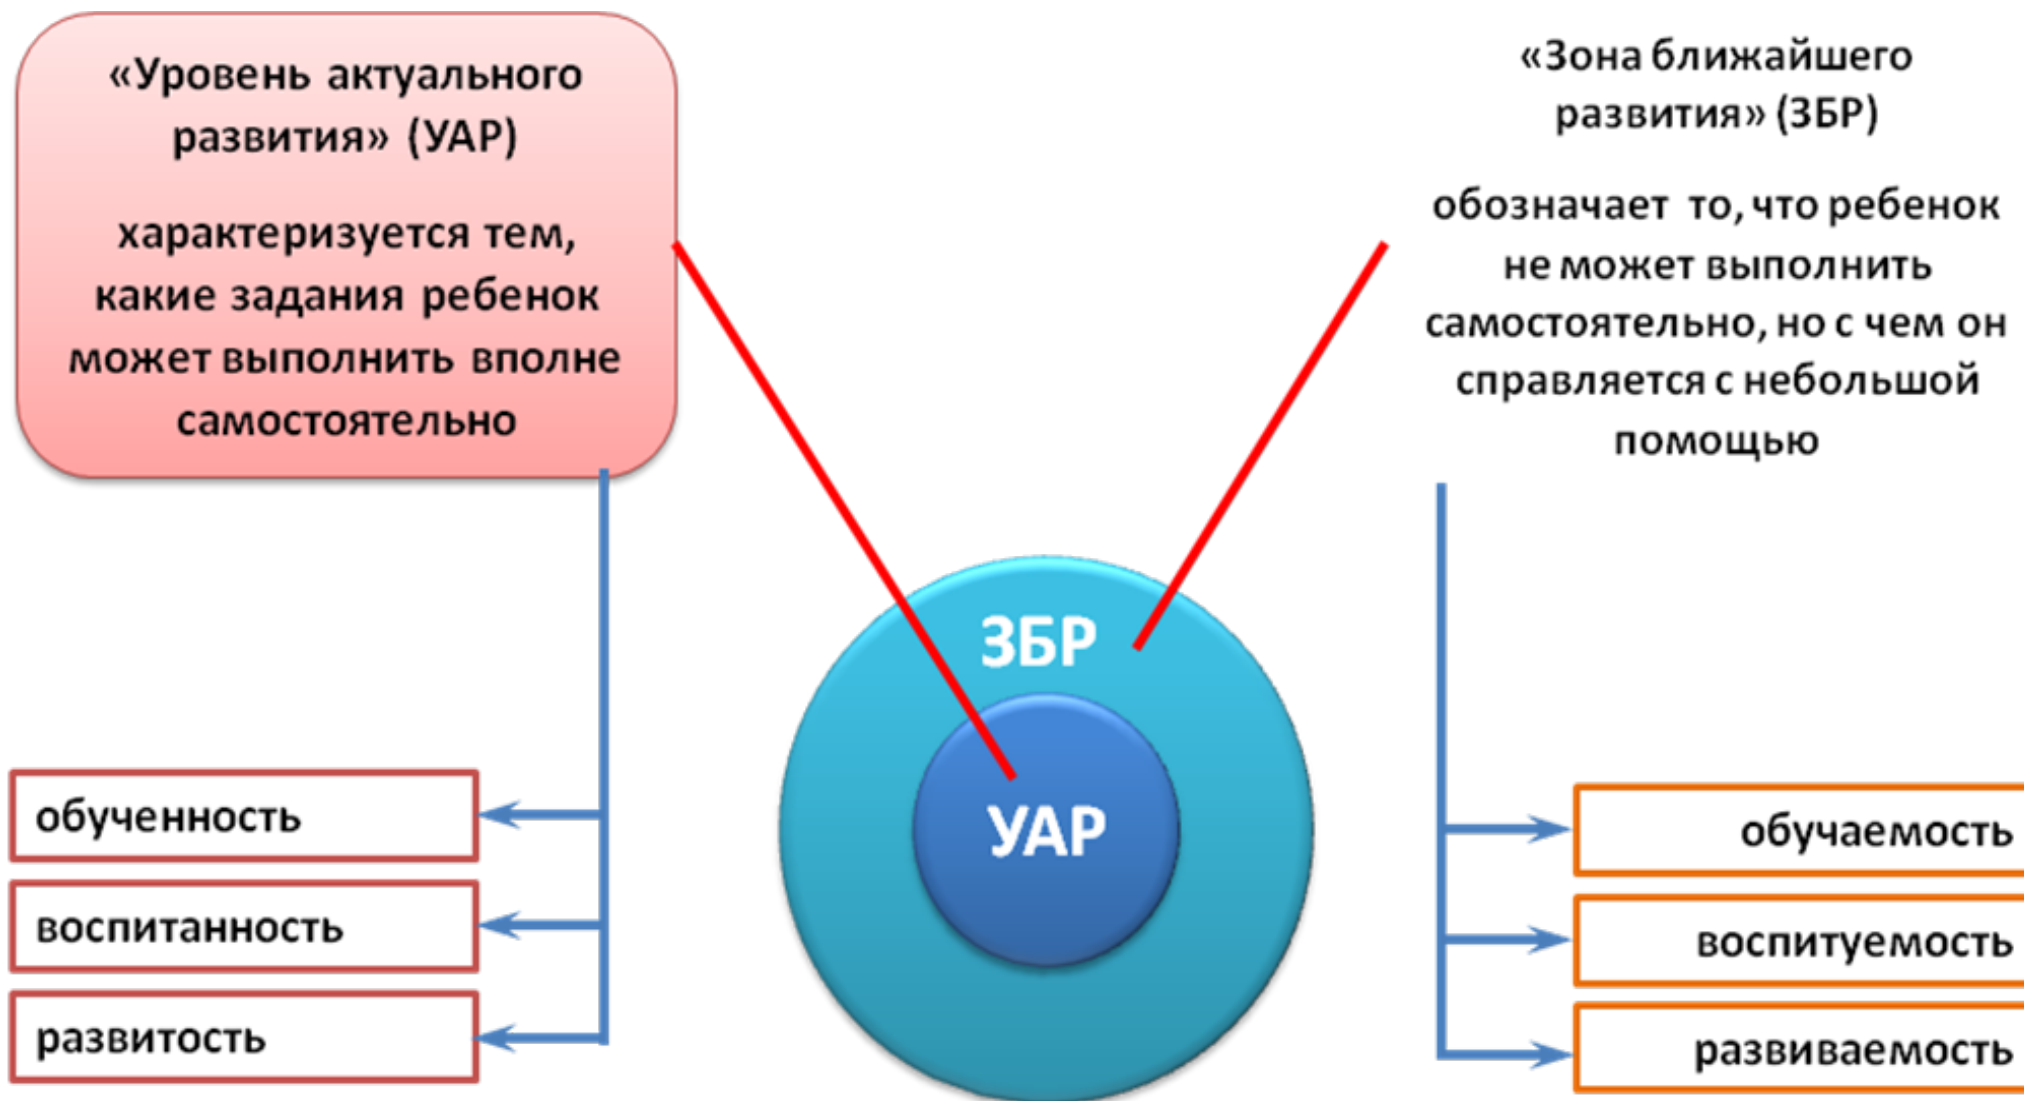 «Уровень актуального
развития» (УАР)
характеризуется тем,
какие задания ребенок
может выполнить вполне
самостоятельно
«Зона ближайшего
развития» (ЗБР)
обозначает то, что ребенок
не может выполнить
самостоятельно, но с чем он
справляется с небольшой
помощью
ЗБР
УАР
обученность
воспитанность
развитость
обучаемость
воспитуемость
развиваемость